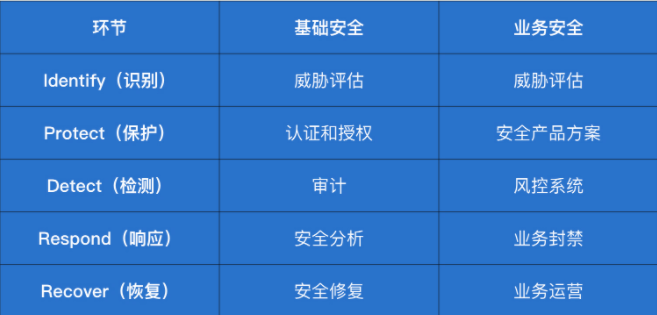 环节 基础安全 业务安全
Identify（识别） 威胁评估 威胁评估
Protect（保护） 认证和授权 安全产品方案
Detect（检测） 审计 风控系统
Respond（响应） 安全分析 业务封禁
Recover（恢复） 安全修复 业务运营